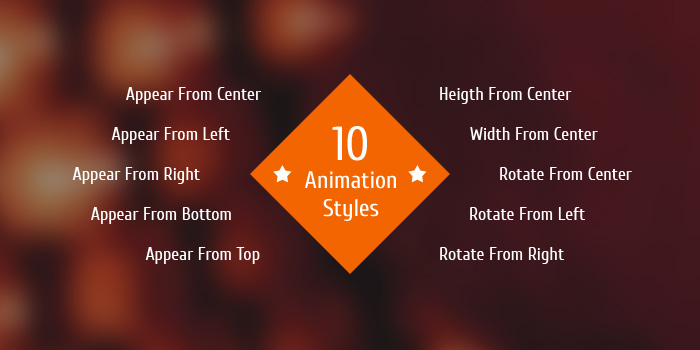 Appear From Center
Appear From Left
Appear From Right
Appear From Bottom
Appear From Top
10
Animation
Styles
Heigth From Center
Width From Center
Rotate From Center
Rotate From Left
Rotate From Right